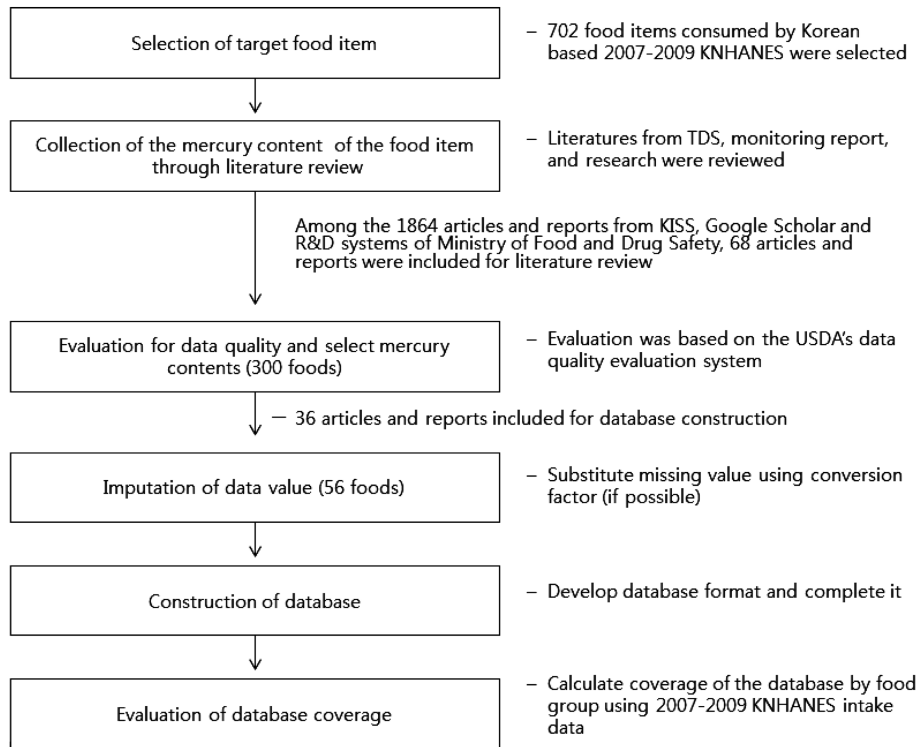 Selection of target food item
– 702 food items consumed by Korean
based 2007-2009 KNHANES were selected
Collection of the mercury content of the food item
through literature review
– Literatures from TDS, monitoring report,
and research were reviewed
Among the 1864 articles and reports from KISS, Google Scholar and
R&D systems of Ministry of Food and Drug Safety, 68 articles and
reports were included for literature review
Evaluation for data quality and select mercury
contents (300 foods)
– Evaluation was based on the USDA's data
quality evaluation system
– 36 articles and reports included for database construction
Imputation of data value (56 foods)
– Substitute missing value using conversion
factor (if possible)
Construction of database
– Develop database format and complete it
Evaluation of database coverage
– Calculate coverage of the database by food
group using 2007-2009 KNHANES intake
data